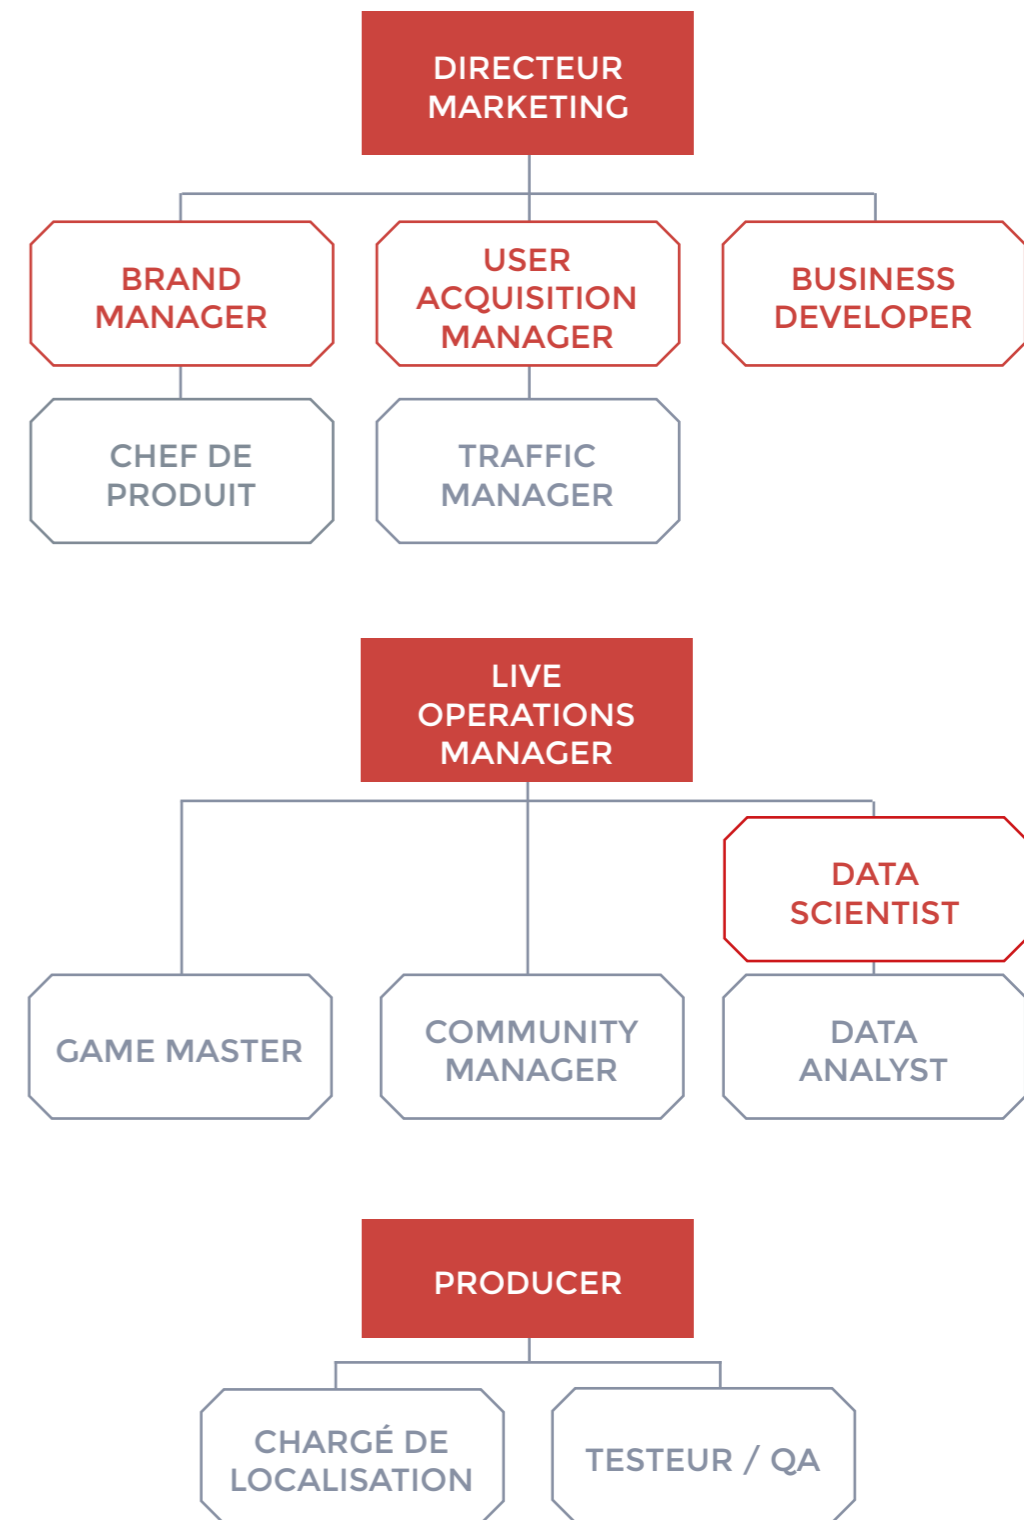 DIRECTEUR
MARKETING
BRAND
MANAGER
USER
ACQUISITION
MANAGER
BUSINESS
DEVELOPER
CHEF DE
PRODUIT
TRAFFIC
MANAGER
LIVE
OPERATIONS
MANAGER
DATA
SCIENTIST
GAME MASTER
COMMUNITY
MANAGER
DATA
ANALYST
PRODUCER
CHARGÉ DE
LOCALISATION
TESTEUR / QA